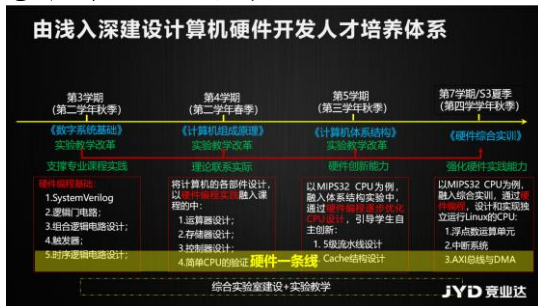 由浅入深建设计算机硬件开发人才培养体系
第3学期
(第二学年秋季)
第4学期
(第二学年春季)
第5学期
(第三学年秋季)
第7学期/S3夏季
(第四学学年秋季)
《数字系统基础》
实验教学改革
《计算机组成原理》
实验教学改革
《计算机体系结构》
实验教学改革
《硬件综合实训》
支撑专业课程实践
理论联系实际
硬件创新能力
强化硬件实践能力
硬件编程基础:
1.SystemVerilog
2.逻辑门电路;
3.组合逻辑电路设计;
4.触发器;
5.时序逻辑电路设计;
将计算机的各部件设计,
以硬件编程实践融入课
程的中:
1.运算器设计;
2.存储器设计;
3.控制器设计;
4.简单CPU的验证
以MIPS32 CPU为例,
融入体系结构实验中,
通过硬件编程逐步优化
CPU设计,引导学生自
主创新:
1. 5级流水线设计
Cache结构设计
以MIPS32 CPU为例,
融入综合实训,通过硬
件编程,设计和实现独
立运行Linux的CPU:
1.浮点数运算单元
2.中断系统
3.AXI总线与DMA
硬件一条线
综合实验室建设+实验教学
JYD 竞业达